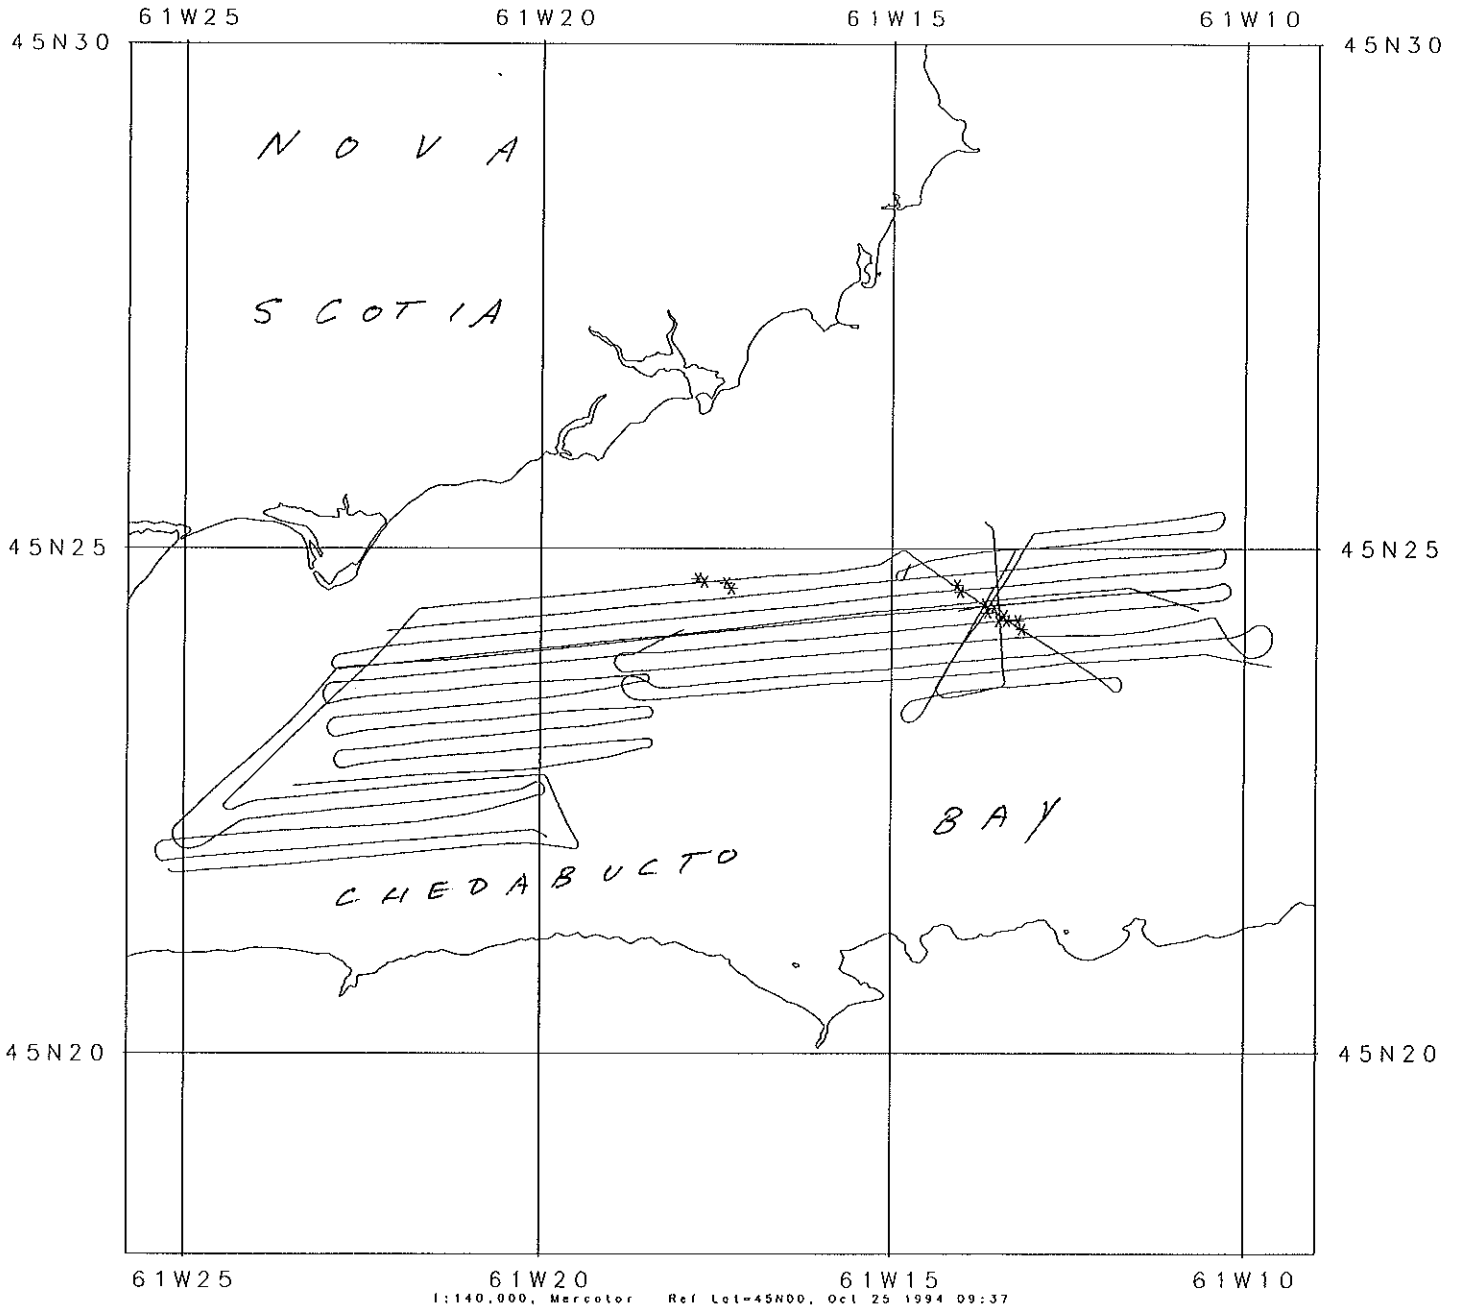 61W25 61W20 61W15 61W10
45N30 45N30
NOVA
SCOTIA
45N25 45N25
BAY
CHEDABUCTO
45N20 45N20
61W25 61W20 61W15 61W10
1:140,000, Mercator Ref Lat=45N00, Oct 25 1994 09:37